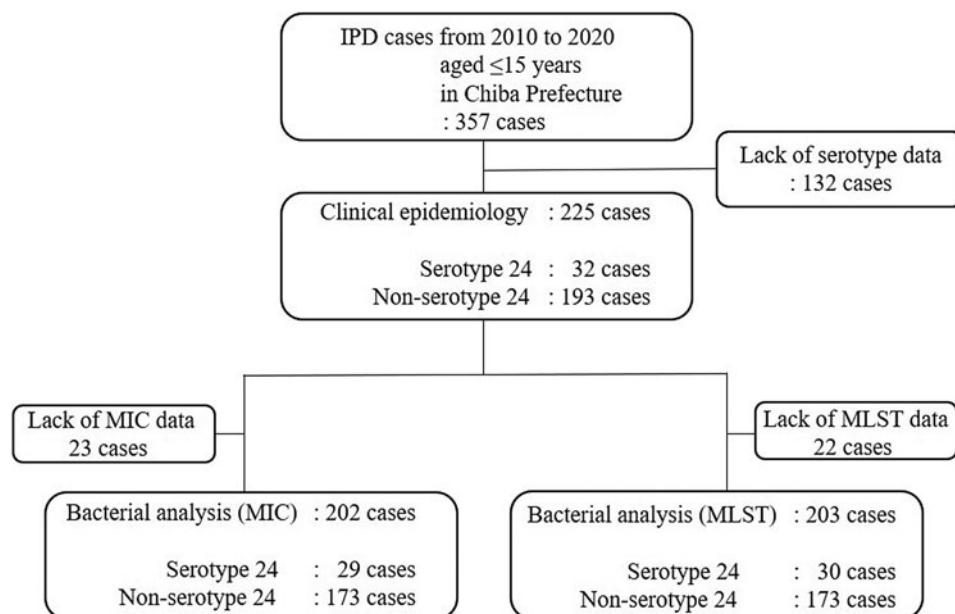 IPD cases from 2010 to 2020
aged ≤15 years
in Chiba Prefecture
: 357 cases
Lack of serotype data
: 132 cases
Clinical epidemiology : 225 cases
Serotype 24 : 32 cases
Non-serotype 24 : 193 cases
Lack of MIC data
23 cases
Lack of MLST data
22 cases
Bacterial analysis (MIC) : 202 cases
Serotype 24 : 29 cases
Non-serotype 24 : 173 cases
Bacterial analysis (MLST) : 203 cases
Serotype 24 : 30 cases
Non-serotype 24 : 173 cases